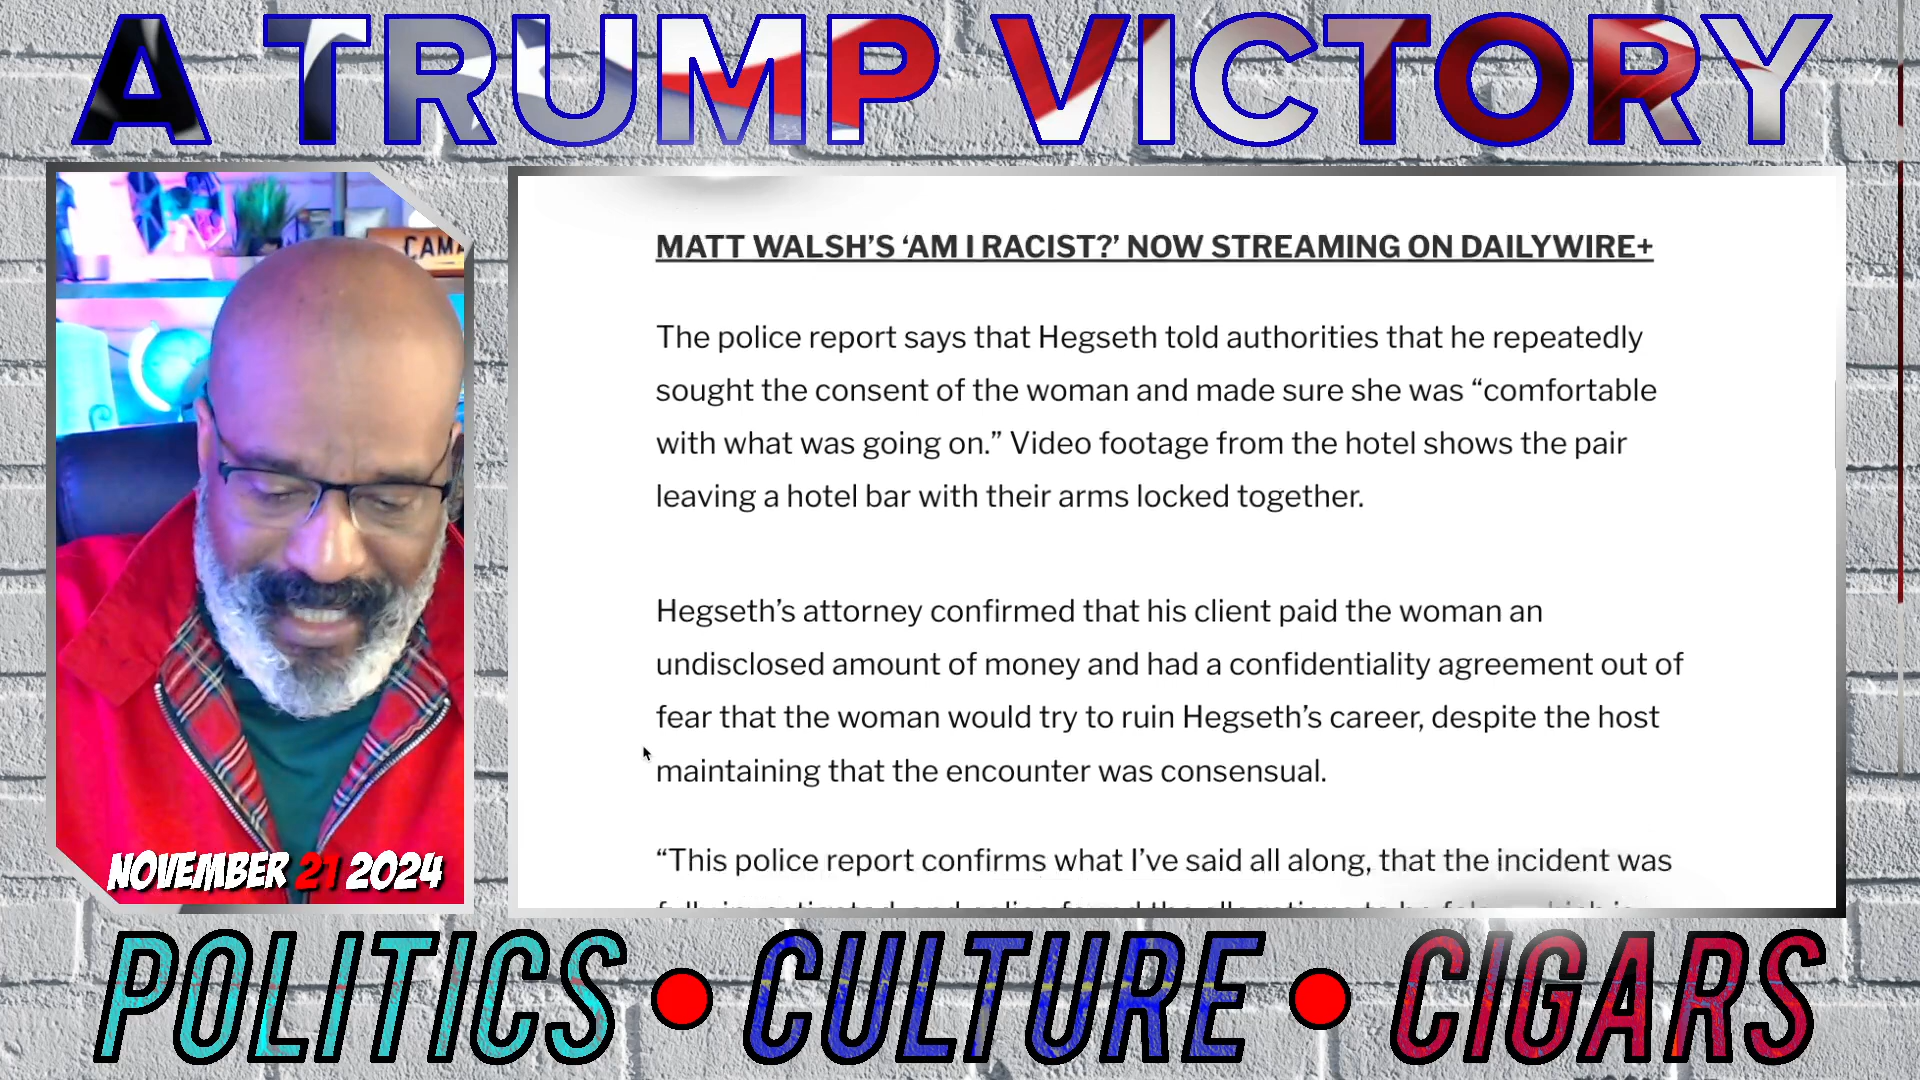 A TRUMP VICTORY
CAMA
MATT WALSH’S ‘AM I RACIST?’ NOW STREAMING ON DAILYWIRE+
The police report says that Hegseth told authorities that he repeatedly
sought the consent of the woman and made sure she was “comfortable
with what was going on.” Video footage from the hotel shows the pair
leaving a hotel bar with their arms locked together.
Hegseth’s attorney confirmed that his client paid the woman an
undisclosed amount of money and had a confidentiality agreement out of
fear that the woman would try to ruin Hegseth’s career, despite the host
maintaining that the encounter was consensual.
“This police report confirms what I’ve said all along, that the incident was
NOVEMBER 21 2024
POLITICS • CULTURE • CIGARS